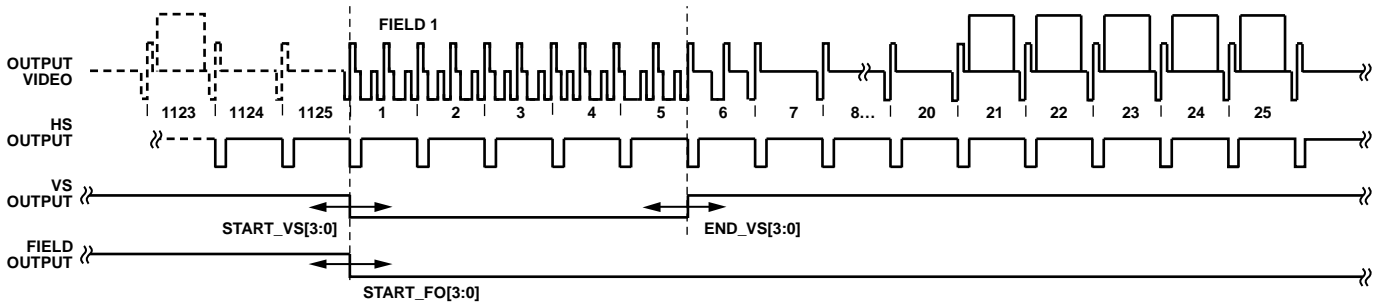 FIELD 1
OUTPUT
VIDEO
1123 1124 1125 1 2 3 4 5 6 7 8... 20 21 22 23 24 25
HS
OUTPUT
VS
OUTPUT
START_VS[3:0] END_VS[3:0]
FIELD
OUTPUT
START_FO[3:0]